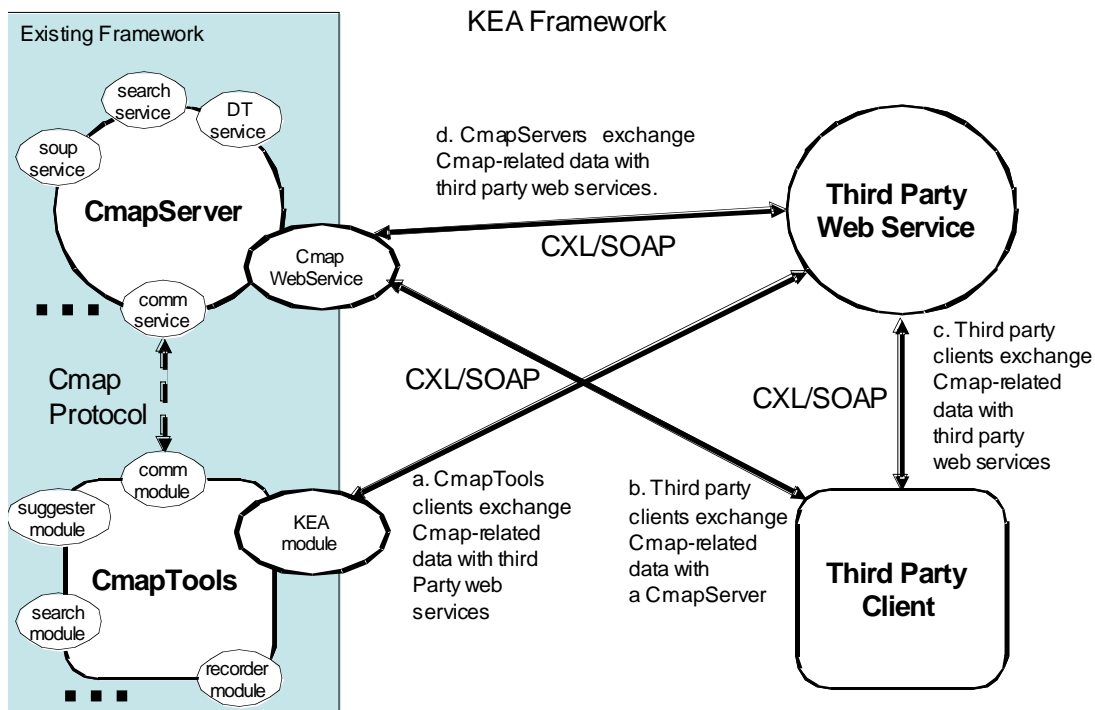 KEA Framework
Existing Framework
search
service
DT
service
soup
service
CmapServer
Cmap
WebService
comm
service
Cmap
Protocol
comm
module
suggester
module
KEA
module
CmapTools
search
module
recorder
module
d. CmapServers exchange
Cmap-related data with
third party web services.
CXL/SOAP
Third Party
Web Service
CXL/SOAP
CXL/SOAP
c. Third party
clients exchange
Cmap-related
data with
third party
web services
a. CmapTools
clients exchange
Cmap-related
data with third
Party web
services
b. Third party
clients exchange
Cmap-related
data with
a CmapServer
Third Party
Client